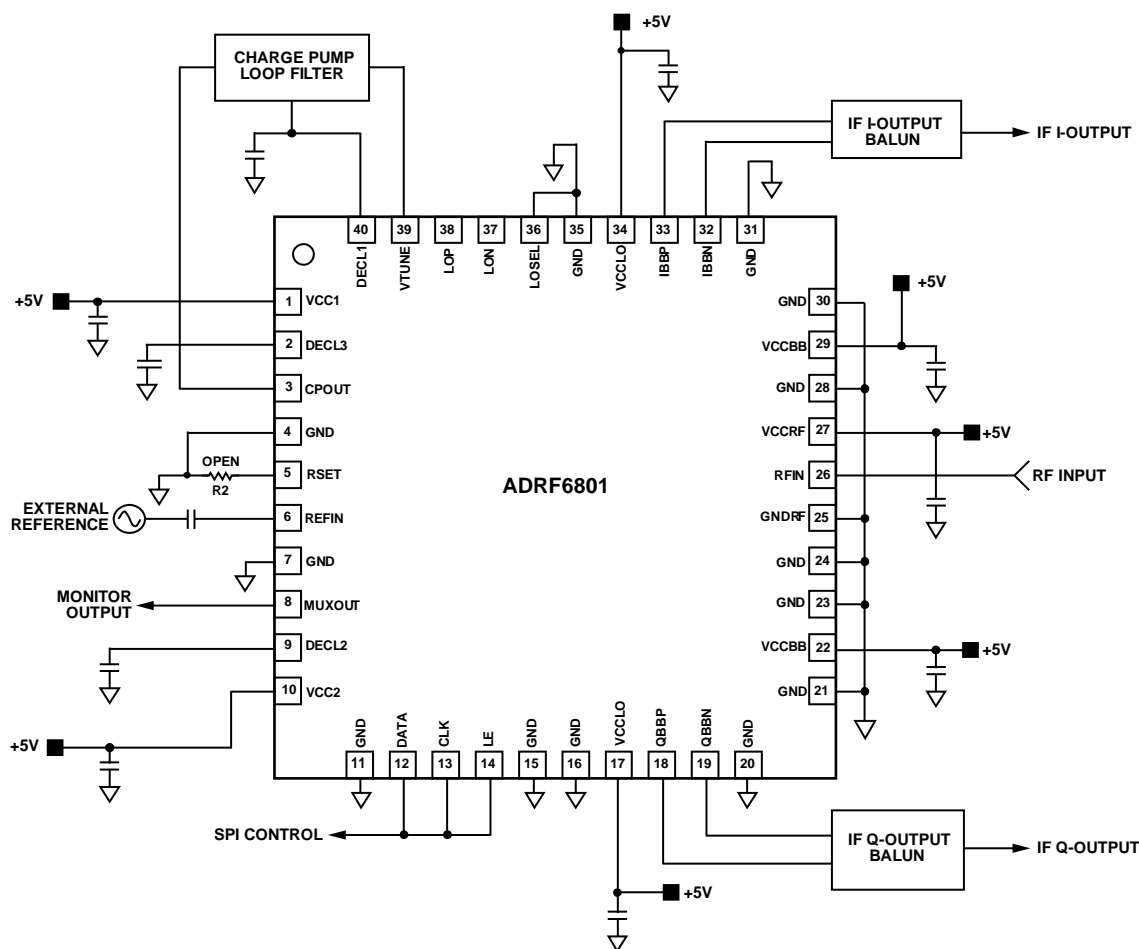 +5V
CHARGE PUMP
LOOP FILTER
IF I-OUTPUT
BALUN
IF I-OUTPUT
40
39
38
37
36
35
34
33
32
31
DECL1
VTUNE
LOP
LON
LOSEL
GND
VCCLO
IBBP
IBBN
GND
+5V
1
VCC1
2
DECL3
3
CPOUT
4
GND
OPEN
R2
5
RSET
EXTERNAL
REFERENCE
6
REFIN
7
GND
MONITOR
OUTPUT
8
MUXOUT
9
DECL2
10
VCC2
+5V
ADRF6801
GND
30
+5V
VCCBB
29
GND
28
VCCRF
27
+5V
RFIN
26
RF INPUT
GNDRF
25
GND
24
GND
23
VCCBB
22
+5V
GND
21
GND
DATA
CLK
LE
GND
GND
VCCLO
QBBP
QBBN
GND
11
12
13
14
15
16
17
18
19
20
SPI CONTROL
IF Q-OUTPUT
BALUN
IF Q-OUTPUT
+5V